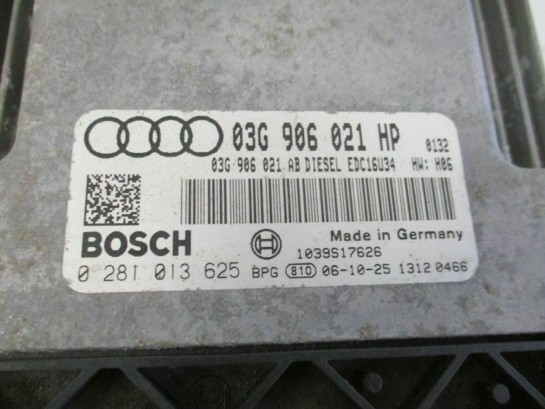 03G 906 021 HP 0132
03G 906 021 AB DIESEL EDC16U34 HW: H06
BOSCH
Made in Germany
1039S17626
0 281 013 625 BPG 810 06-10-25 1312 0466